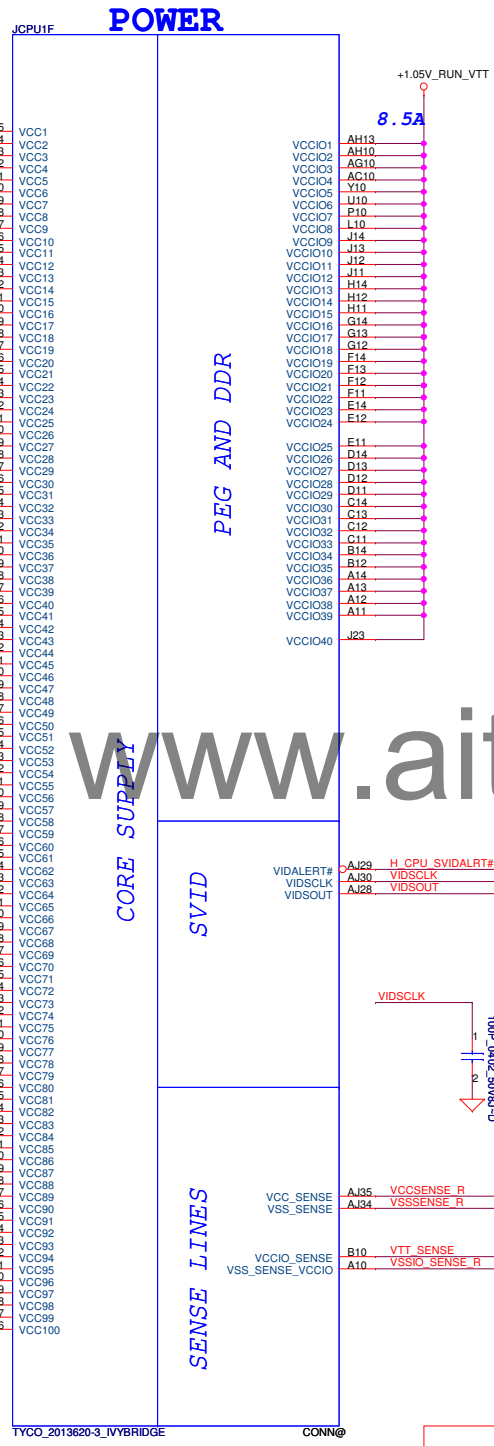 POWER
JCPU1F
+1.05V_RUN_VTT
8.5A
VCC1
VCC2
VCC3
VCC4
VCC5
VCC6
VCC7
VCC8
VCC9
VCC10
VCC11
VCC12
VCC13
VCC14
VCC15
VCC16
VCC17
VCC18
VCC19
VCC20
VCC21
VCC22
VCC23
VCC24
VCC25
VCC26
VCC27
VCC28
VCC29
VCC30
VCC31
VCC32
VCC33
VCC34
VCC35
VCC36
VCC37
VCC38
VCC39
VCC40
VCC41
VCC42
VCC43
VCC44
VCC45
VCC46
VCC47
VCC48
VCC49
VCC50
VCC51
VCC52
VCC53
VCC54
VCC55
VCC56
VCC57
VCC58
VCC59
VCC60
VCC61
VCC62
VCC63
VCC64
VCC65
VCC66
VCC67
VCC68
VCC69
VCC70
VCC71
VCC72
VCC73
VCC74
VCC75
VCC76
VCC77
VCC78
VCC79
VCC80
VCC81
VCC82
VCC83
VCC84
VCC85
VCC86
VCC87
VCC88
VCC89
VCC90
VCC91
VCC92
VCC93
VCC94
VCC95
VCC96
VCC97
VCC98
VCC99
VCC100
CORE SUPPLY
PEG AND DDR
VCCIO1 AH13
VCCIO2 AH10
VCCIO3 AG10
VCCIO4 AC10
VCCIO5 Y10
VCCIO6 U10
VCCIO7 P10
VCCIO8 L10
VCCIO9 J14
VCCIO10 J13
VCCIO11 J12
VCCIO12 J11
VCCIO13 H14
VCCIO14 H12
VCCIO15 H11
VCCIO16 G14
VCCIO17 G13
VCCIO18 G12
VCCIO19 F14
VCCIO20 F13
VCCIO21 F12
VCCIO22 F11
VCCIO23 E14
VCCIO24 E12
VCCIO25 E11
VCCIO26 D14
VCCIO27 D13
VCCIO28 D12
VCCIO29 D11
VCCIO30 C14
VCCIO31 C13
VCCIO32 C12
VCCIO33 C11
VCCIO34 B14
VCCIO35 B12
VCCIO36 A14
VCCIO37 A13
VCCIO38 A12
VCCIO39 A11
VCCIO40 J23
www.ait
SVID
VIDALERT# AJ29 H_CPU_SVIDALRT#
VIDSCLK AJ30 VIDSCLK
VIDSOUT AJ28 VIDSOUT
VIDSCLK
1
2
100P_0402_50V8J~D
SENSE LINES
VCC_SENSE AJ35 VCCSENSE_R
VSS_SENSE AJ34 VSSSENSE_R
VCCIO_SENSE B10 VTT_SENSE
VSS_SENSE_VCCIO A10 VSSIO_SENSE_R
TYCO_2013620-3_IVYBRIDGE
CONN@